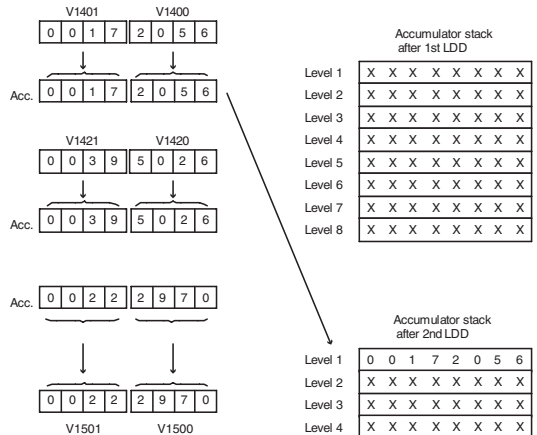 V1401 V1400
0 0 1 7 2 0 5 6
Acc. 0 0 1 7 2 0 5 6
V1421 V1420
0 0 3 9 5 0 2 6
Acc. 0 0 3 9 5 0 2 6
Acc. 0 0 2 2 2 9 7 0
0 0 2 2 2 9 7 0
V1501 V1500
Accumulator stack
after 1st LDD
Level 1 X X X X X X X X
Level 2 X X X X X X X X
Level 3 X X X X X X X X
Level 4 X X X X X X X X
Level 5 X X X X X X X X
Level 6 X X X X X X X X
Level 7 X X X X X X X X
Level 8 X X X X X X X X
Accumulator stack
after 2nd LDD
Level 1 0 0 1 7 2 0 5 6
Level 2 X X X X X X X X
Level 3 X X X X X X X X
Level 4 X X X X X X X X